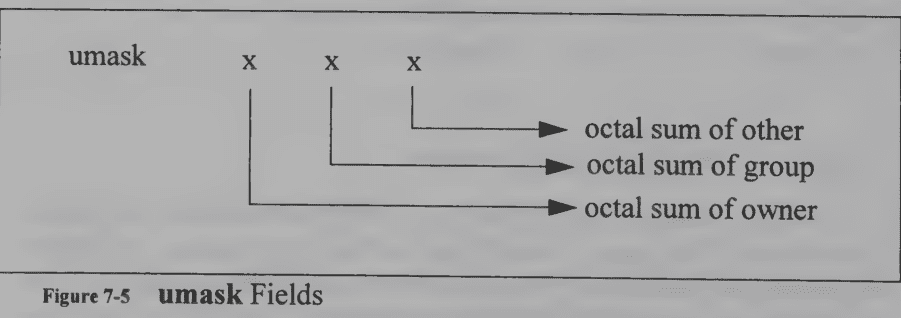 umask x x x
octal sum of other
octal sum of group
octal sum of owner
Figure 7-5 umask Fields